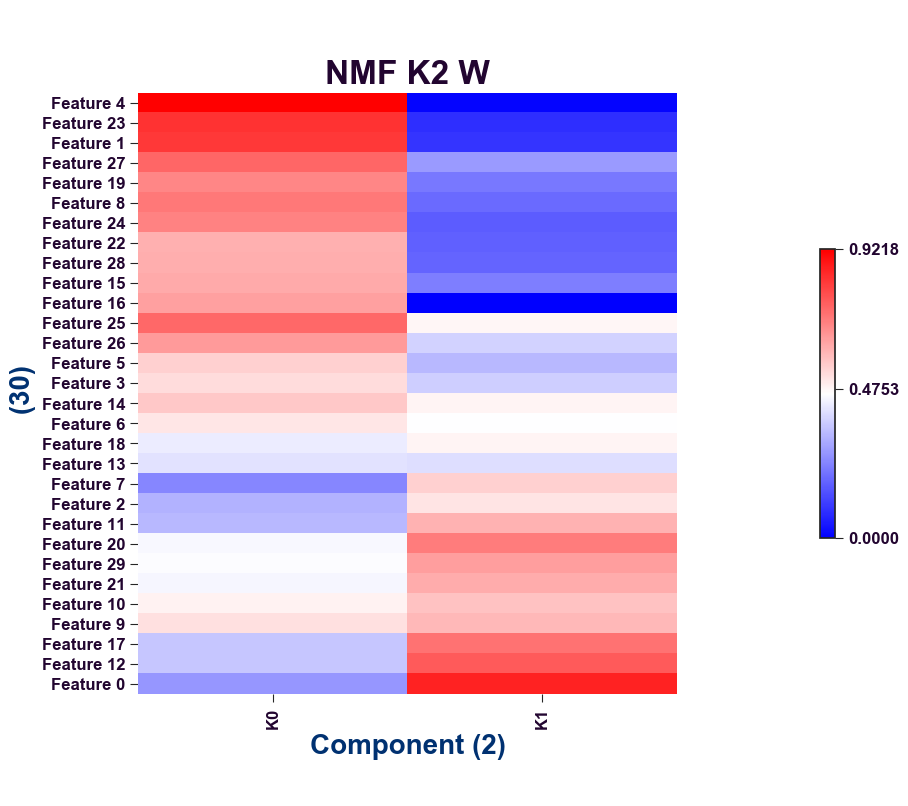 NMF K2 W
Feature 4
Feature 23
Feature 1
Feature 27
Feature 19
Feature 8
Feature 24
Feature 22
Feature 28
Feature 15
Feature 16
Feature 25
Feature 26
Feature 5
Feature 3
Feature 14
Feature 6
Feature 18
Feature 13
Feature 7
Feature 2
Feature 11
Feature 20
Feature 29
Feature 21
Feature 10
Feature 9
Feature 17
Feature 12
Feature 0
(30)
K0
K1
Component (2)
0.9218
0.4753
0.0000